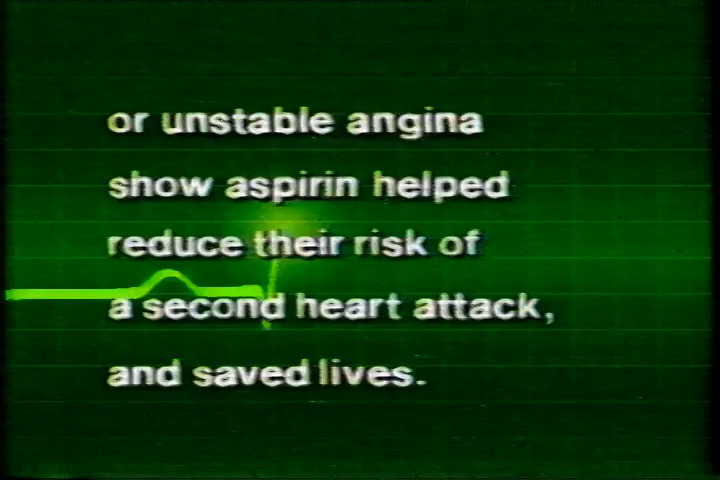 or unstable angina
show aspirin helped
reduce their risk of
a second heart attack,
and saved lives.